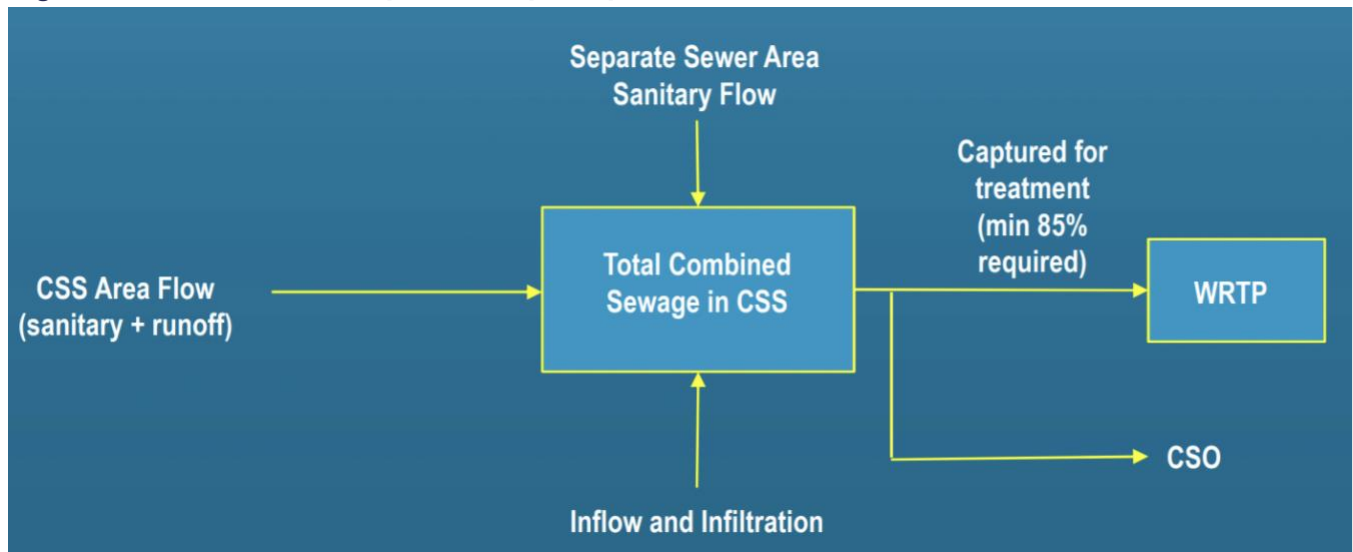 Separate Sewer Area
Sanitary Flow
Captured for
treatment
(min 85%
required)
CSS Area Flow
(sanitary + runoff)
Total Combined
Sewage in CSS
WRTP
CSO
Inflow and Infiltration